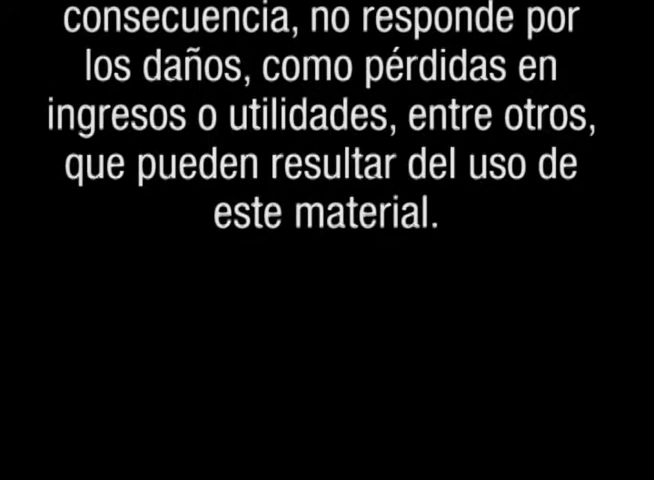 consecuencia, no responde por
los daños, como pérdidas en
ingresos o utilidades, entre otros,
que pueden resultar del uso de
este material.